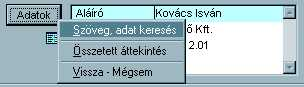 Adatok Aláíró Kovács Isván
Szöveg, adat keresés ő Kft.
Összetett áttekintés 2.01
Vissza - Mégsem